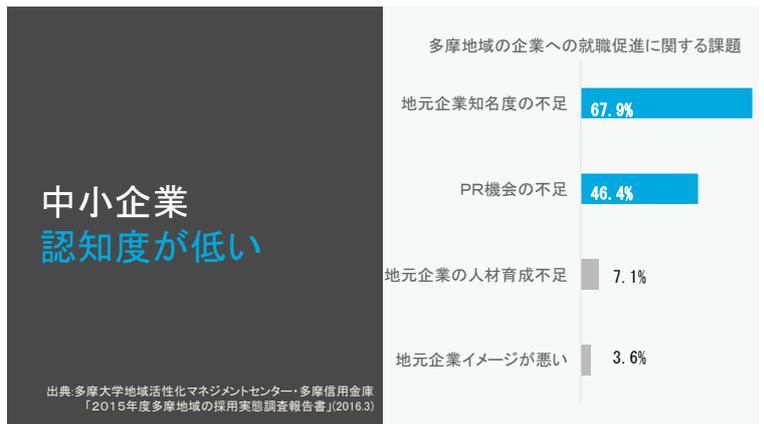 中小企業
認知度が低い
出典:多摩大学地域活性化マネジメントセンター・多摩信用金庫
「2015年度多摩地域の採用実態調査報告書」(2016.3)
多摩地域の企業への就職促進に関する課題
地元企業知名度の不足 67.9%
PR機会の不足 46.4%
地元企業の人材育成不足 7.1%
地元企業イメージが悪い 3.6%